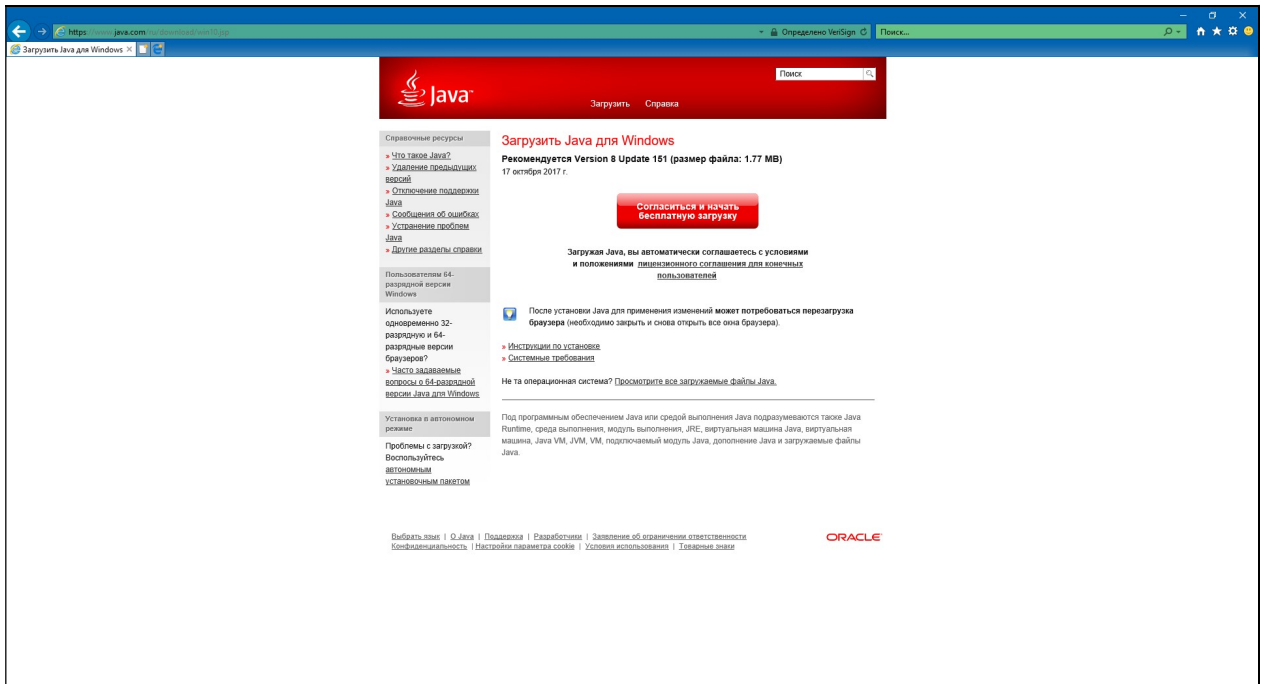 https://www.java.com/ru/download/win10.jsp
Определено VeriSign
Поиск...
Загрузить Java для Windows
Java™
Поиск
Загрузить Справка
Справочные ресурсы
» Что такое Java?
» Удаление предыдущих
версий
» Отключение поддержки
Java
» Сообщения об ошибках
» Устранение проблем
Java
» Другие разделы справки
Пользователям 64-
разрядной версии
Windows
Используете
одновременно 32-
разрядную и 64-
разрядные версии
браузеров?
» Часто задаваемые
вопросы о 64-разрядной
версии Java для Windows
Установка в автономном
режиме
Проблемы с загрузкой?
Воспользуйтесь
автономным
установочным пакетом
Загрузить Java для Windows
Рекомендуется Version 8 Update 151 (размер файла: 1.77 MB)
17 октября 2017 г.
Согласиться и начать
бесплатную загрузку
Загружая Java, вы автоматически соглашаетесь с условиями
и положениями лицензионного соглашения для конечных
пользователей
После установки Java для применения изменений может потребоваться перезагрузка
браузера (необходимо закрыть и снова открыть все окна браузера).
» Инструкции по установке
» Системные требования
Не та операционная система? Просмотрите все загружаемые файлы Java.
Под программным обеспечением Java или средой выполнения Java подразумеваются также Java
Runtime, среда выполнения, модуль выполнения, JRE, виртуальная машина Java, виртуальная
машина, Java VM, JVM, VM, подключаемый модуль Java, дополнение Java и загружаемые файлы
Java.
Выбрать язык | О Java | Поддержка | Разработчики | Заявление об ограничении ответственности
Конфиденциальность | Настройки параметра cookie | Условия использования | Товарные знаки
ORACLE